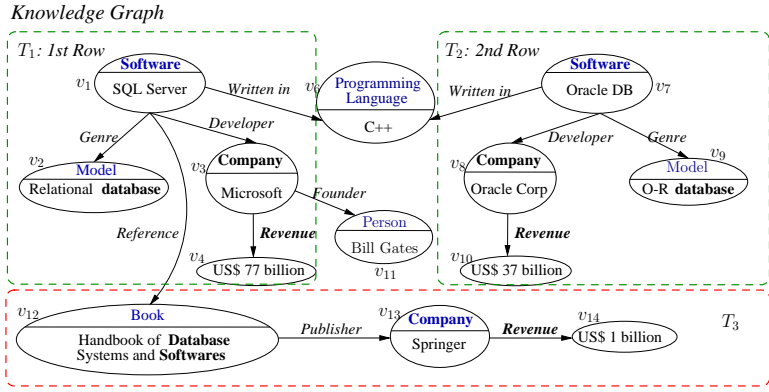 Knowledge Graph
T1: 1st Row
T2: 2nd Row
Software
SQL Server
v1
Written in
v6
Programming
Language
C++
Written in
Software
Oracle DB
v7
Genre
Developer
Developer
Genre
v2
Model
Relational database
v3
Company
Microsoft
v8
Company
Oracle Corp
v9
Model
O-R database
Founder
Reference
Revenue
Person
Bill Gates
v11
Revenue
v4
US$ 77 billion
v10
US$ 37 billion
v12
Book
Handbook of Database
Systems and Softwares
Publisher
v13
Company
Springer
Revenue
v14
US$ 1 billion
T3